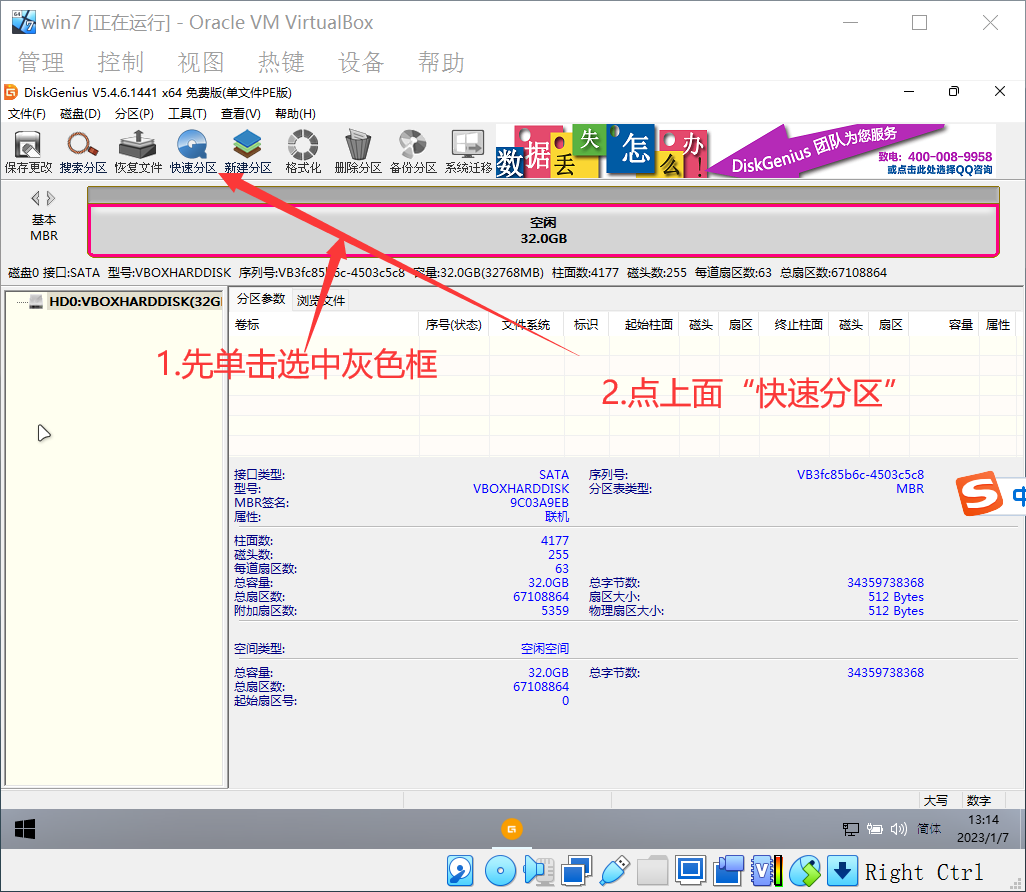 win7 [正在运行] - Oracle VM VirtualBox
管理 控制 视图 热键 设备 帮助
DiskGenius V5.4.6.1441 x64 免费版(单文件PE版)
文件(F) 磁盘(D) 分区(P) 工具(T) 查看(V) 帮助(H)
保存更改 搜索分区 恢复文件 快速分区 新建分区 格式化 删除分区 备份分区 系统迁移
数据丢失怎么办!
DiskGenius 团队为您服务
致电: 400-008-9958
或点击此处选择QQ咨询
基本
MBR
空闲
32.0GB
磁盘0 接口:SATA 型号:VBOXHARDDISK 序列号:VB3fc85b6c-4503c5c8 容量:32.0GB(32768MB) 柱面数:4177 磁头数:255 每道扇区数:63 总扇区数:67108864
HD0:VBOXHARDDISK(32G
分区参数 浏览文件
卷标 序号(状态) 文件系统 标识 起始柱面 磁头 扇区 终止柱面 磁头 扇区 容量 属性
1.先单击选中灰色框
2.点上面“快速分区”
接口类型: SATA 序列号: VB3fc85b6c-4503c5c8
型号: VBOXHARDDISK 分区表类型: MBR
MBR签名: 9C03A9EB
属性: 联机
柱面数: 4177
磁头数: 255
每道扇区数: 63
总容量: 32.0GB 总字节数: 34359738368
总扇区数: 67108864 扇区大小: 512 Bytes
附加扇区数: 5359 物理扇区大小: 512 Bytes
空间类型: 空闲空间
总容量: 32.0GB 总字节数: 34359738368
总扇区数: 67108864
起始扇区号: 0
S 中
大写 数字
简体
13:14
2023/1/7
Right Ctrl